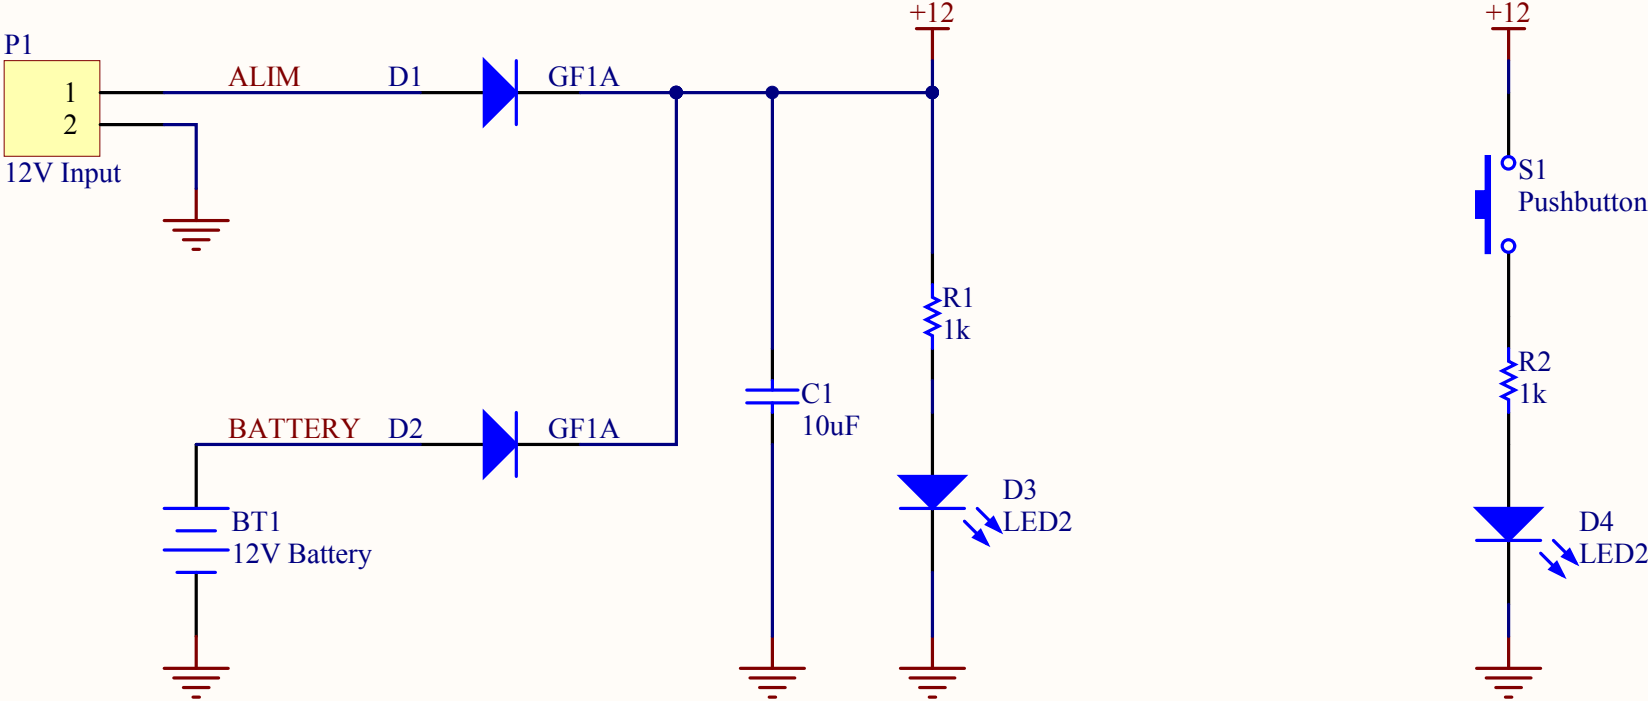 +12
+12
P1
ALIM
D1
GF1A
1
2
12V Input
S1
Pushbutton
R1
1k
R2
1k
C1
10uF
BATTERY
D2
GF1A
D3
LED2
BT1
12V Battery
D4
LED2